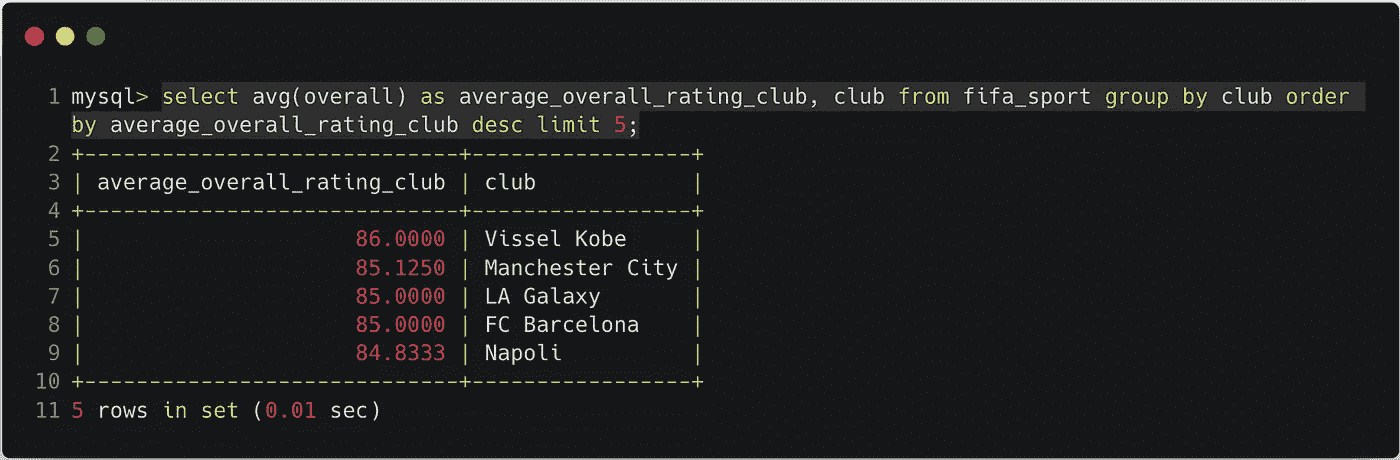 1 mysql> select avg(overall) as average_overall_rating_club, club from fifa_sport group by club order
by average_overall_rating_club desc limit 5;
2 +-----------------------------+-----------------+
3 | average_overall_rating_club | club            |
4 +-----------------------------+-----------------+
5 |                     86.0000 | Vissel Kobe     |
6 |                     85.1250 | Manchester City |
7 |                     85.0000 | LA Galaxy       |
8 |                     85.0000 | FC Barcelona    |
9 |                     84.8333 | Napoli          |
10 +-----------------------------+-----------------+
11 5 rows in set (0.01 sec)